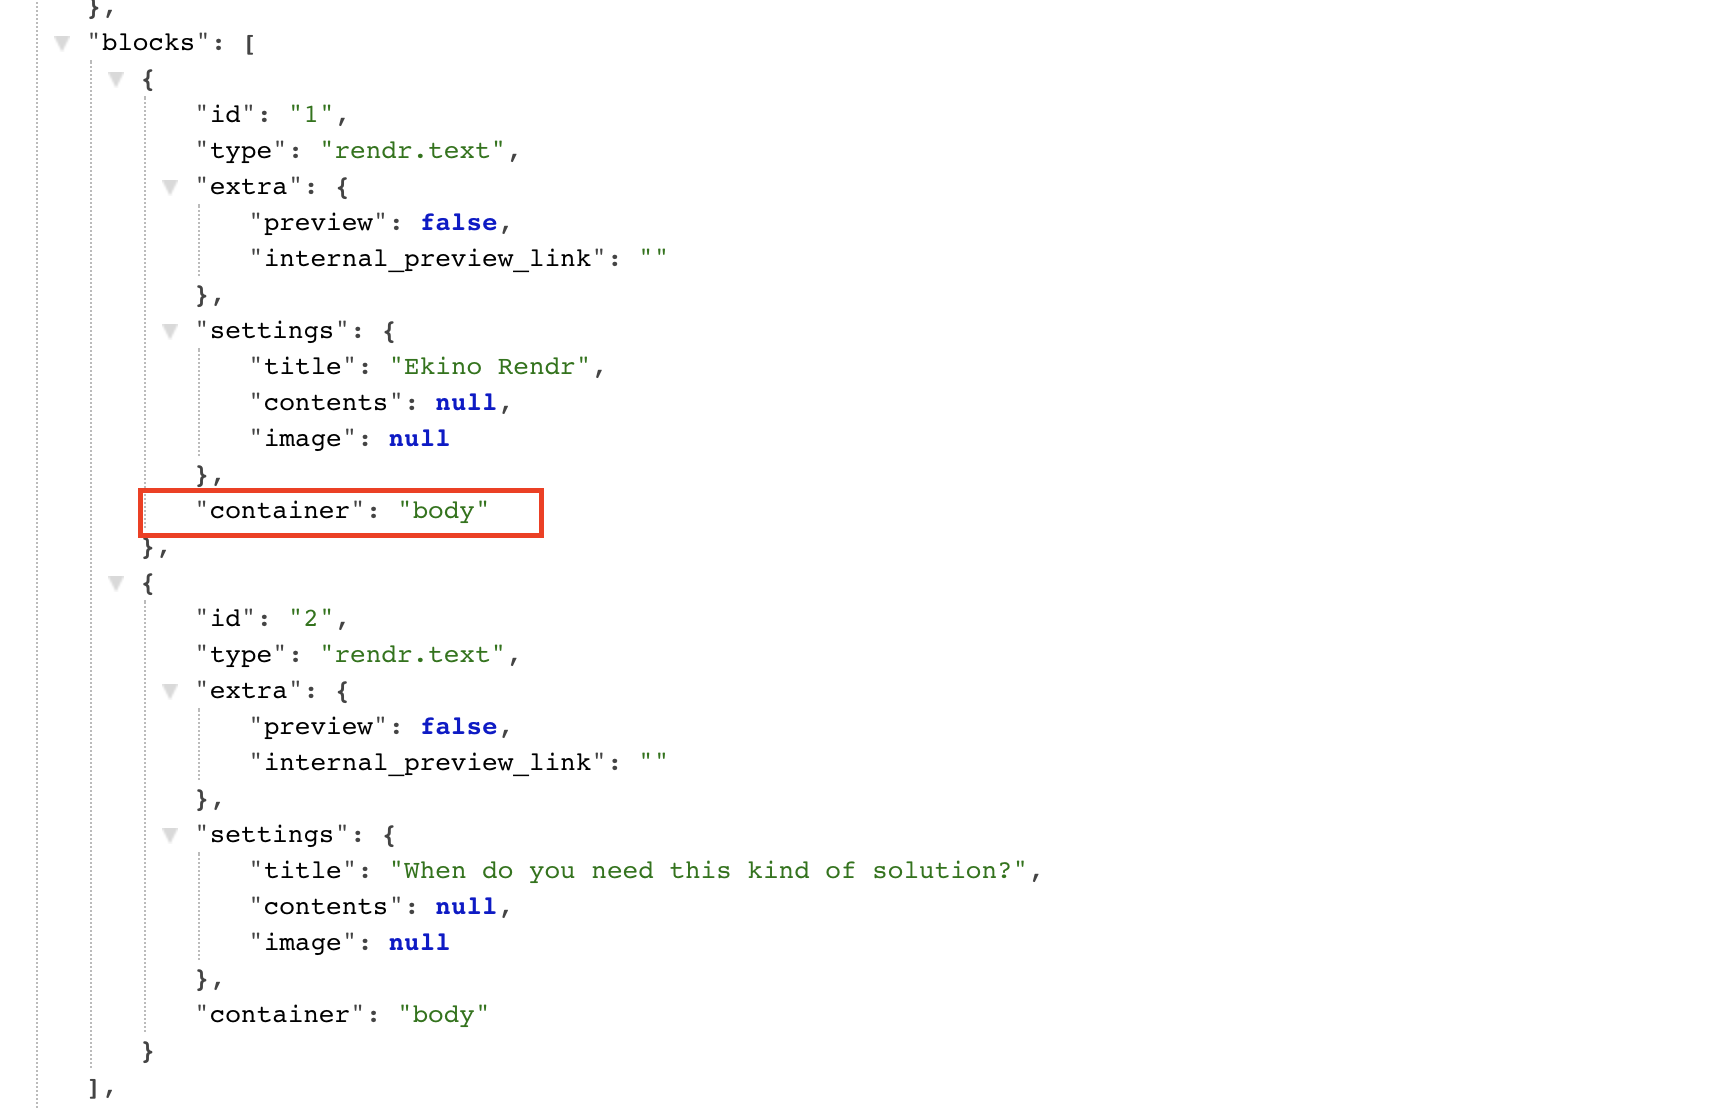 },
"blocks": [
{
"id": "1",
"type": "rendr.text",
"extra": {
"preview": false,
"internal_preview_link": ""
},
"settings": {
"title": "Ekino Rendr",
"contents": null,
"image": null
},
"container": "body"
},
{
"id": "2",
"type": "rendr.text",
"extra": {
"preview": false,
"internal_preview_link": ""
},
"settings": {
"title": "When do you need this kind of solution?",
"contents": null,
"image": null
},
"container": "body"
}
],